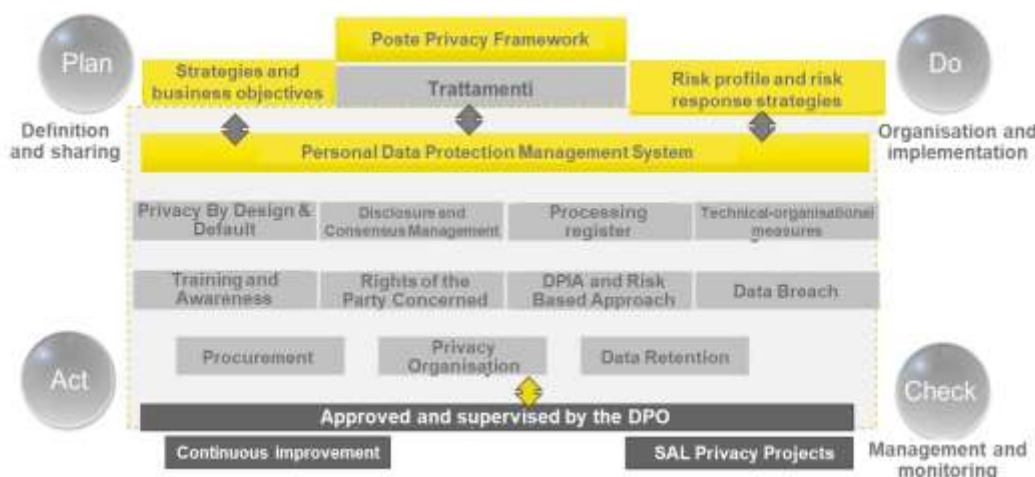 Plan
Poste Privacy Framework
Do
Strategies and
business objectives
Trattamenti
Risk profile and risk
response strategies
Definition
and sharing
Organisation and
implementation
Personal Data Protection Management System
Privacy By Design &
Default
Disclosure and
Consensus Management
Processing
register
Technical-organisational
measures
Training and
Awareness
Rights of the
Party Concerned
DPIA and Risk
Based Approach
Data Breach
Procurement
Privacy
Organisation
Data Retention
Act
Check
Approved and supervised by the DPO
Continuous improvement
SAL Privacy Projects
Management and
monitoring